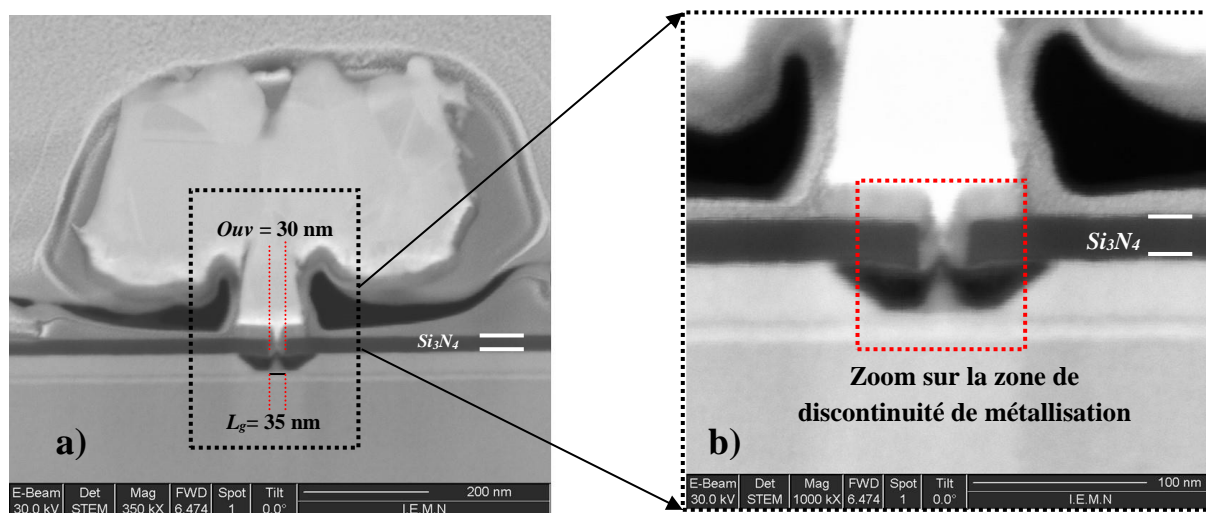 Ouv = 30 nm
Si₃N₄
L_g= 35 nm
a)
E-Beam Det Mag FWD Spot Tilt 200 nm
30.0 kV STEM 350 kX 6.474 1 0.0° I.E.M.N
Si₃N₄
Zoom sur la zone de
discontinuité de métallisation
b)
E-Beam Det Mag FWD Spot Tilt 100 nm
30.0 kV STEM 1000 kX 6.474 1 0.0° I.E.M.N